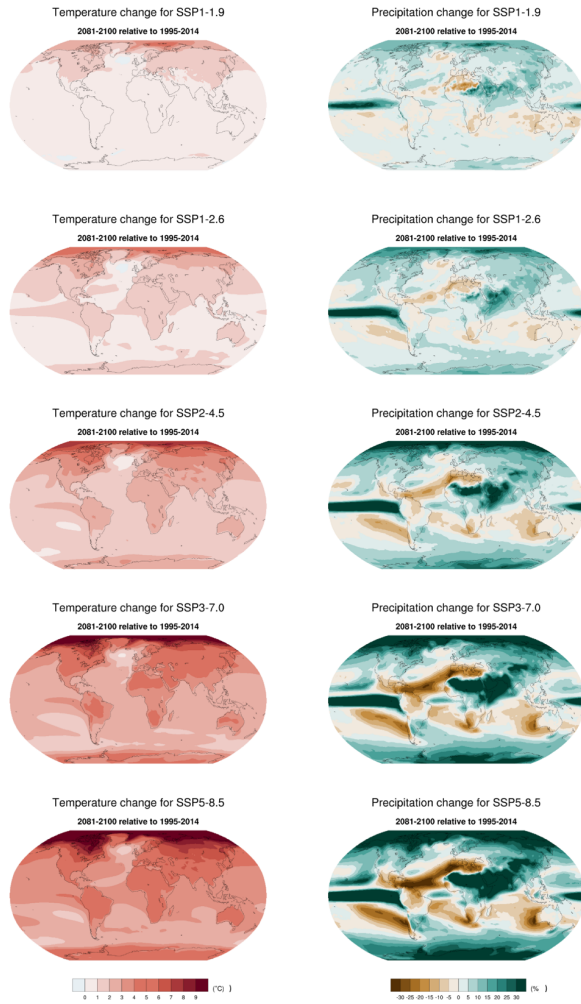 Temperature change for SSP1-1.9
2081-2100 relative to 1995-2014
Precipitation change for SSP1-1.9
2081-2100 relative to 1995-2014
Temperature change for SSP1-2.6
2081-2100 relative to 1995-2014
Precipitation change for SSP1-2.6
2081-2100 relative to 1995-2014
Temperature change for SSP2-4.5
2081-2100 relative to 1995-2014
Precipitation change for SSP2-4.5
2081-2100 relative to 1995-2014
Temperature change for SSP3-7.0
2081-2100 relative to 1995-2014
Precipitation change for SSP3-7.0
2081-2100 relative to 1995-2014
Temperature change for SSP5-8.5
2081-2100 relative to 1995-2014
Precipitation change for SSP5-8.5
2081-2100 relative to 1995-2014
(°C) )
0 1 2 3 4 5 6 7 8 9
(% )
-30 -25 -20 -15 -10 -5 0 5 10 15 20 25 30